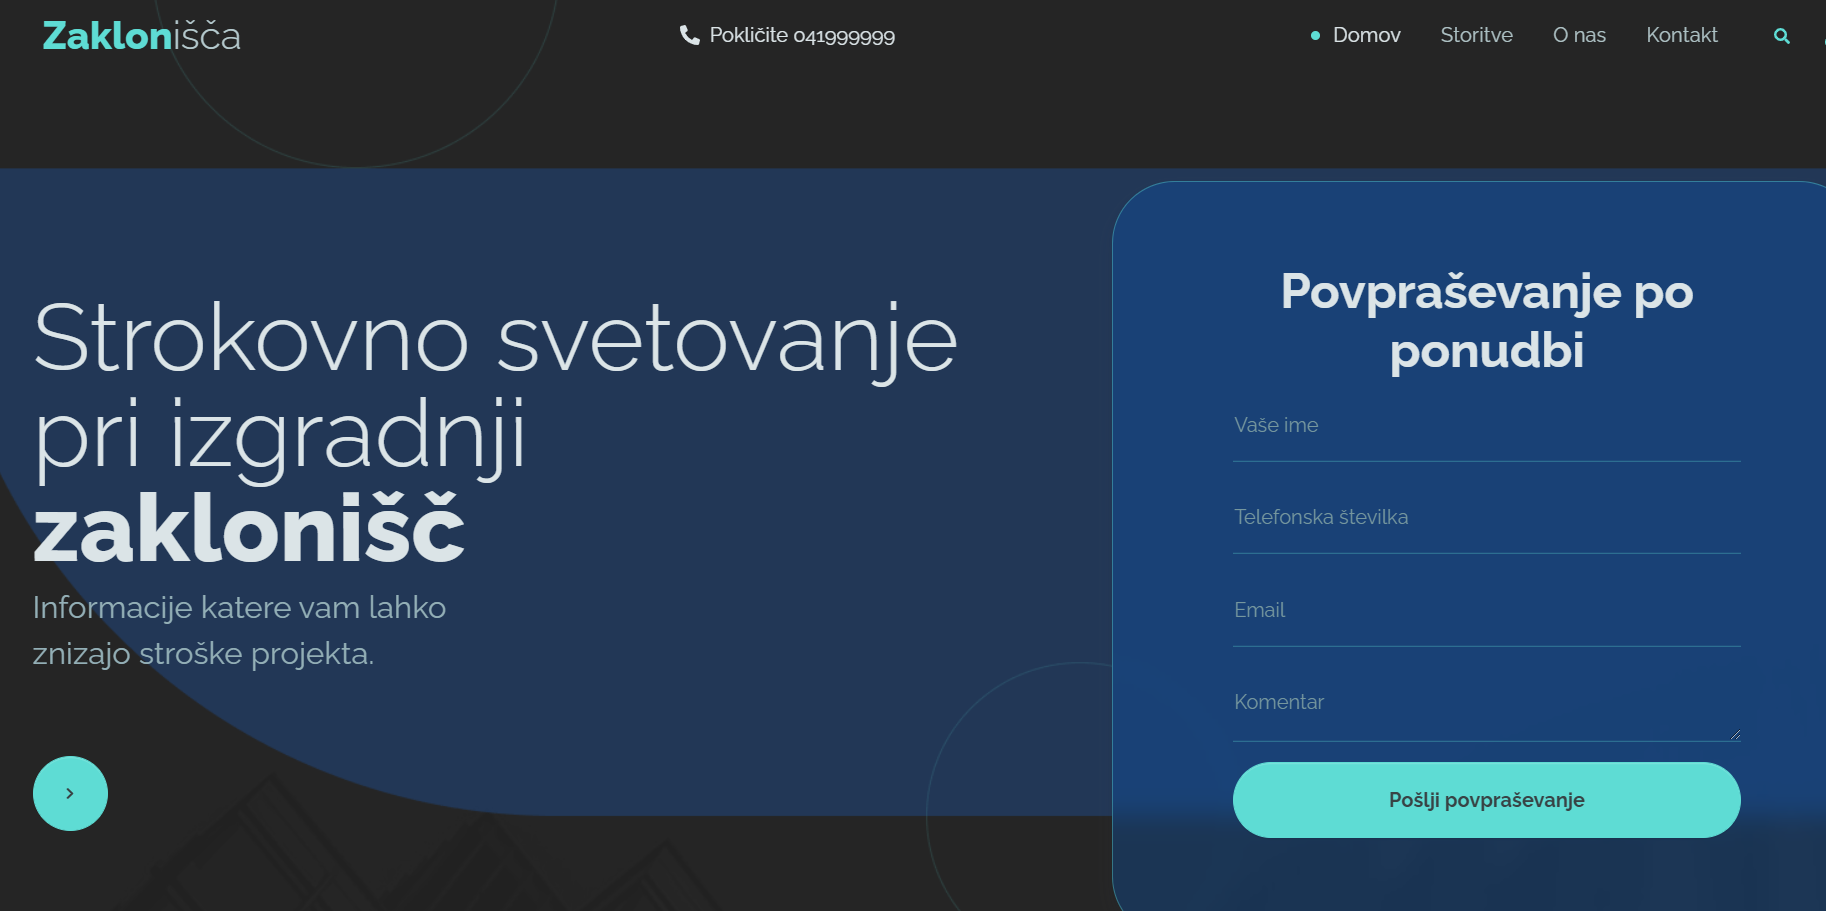 Zaklonišča
Pokličite 041999999
Domov
Storitve
O nas
Kontakt
Strokovno svetovanje
pri izgradnji
zaklonišč
Informacije katere vam lahko
znizajo stroške projekta.
Povpraševanje po
ponudbi
Vaše ime
Telefonska številka
Email
Komentar
Pošlji povpraševanje